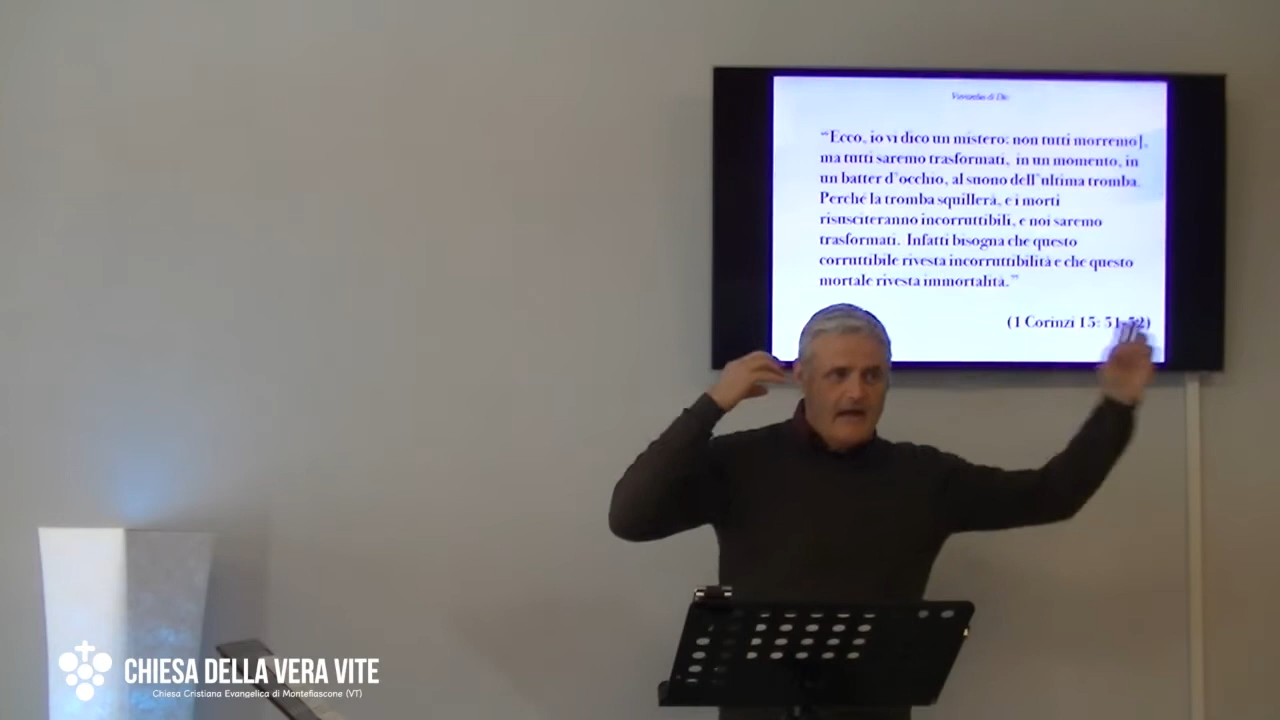 "Ecco, io vi dico un mistero: non tutti morremo],
ma tutti saremo trasformati, in un momento, in
un batter d'occhio, al suono dell'ultima tromba.
Perché la tromba squillerà, e i morti
risusciteranno incorruttibili, e noi saremo
trasformati. Infatti bisogna che questo
corruttibile rivesta incorruttibilità e che questo
mortale rivesta immortalità."
(1 Corinzi 15: 51-52)
CHIESA DELLA VERA VITE
Chiesa Cristiana Evangelica di Montefiascone (VT)